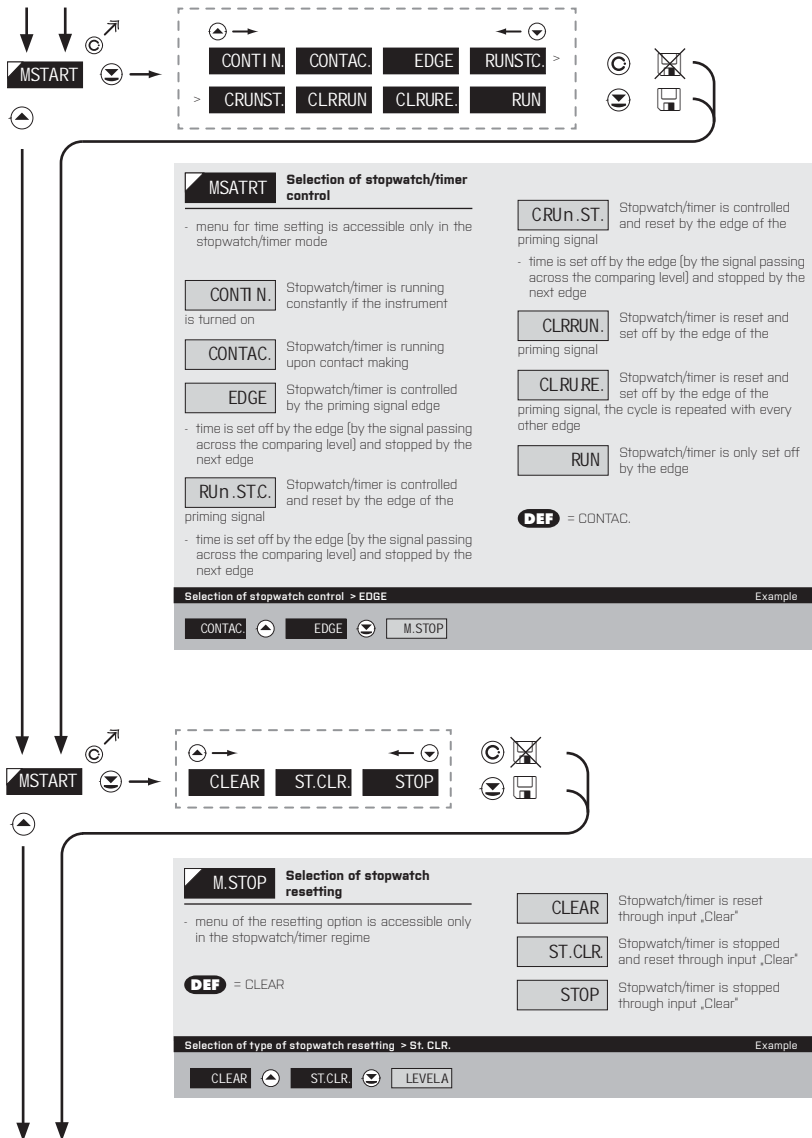 MSTART
CONTIN. CONTAC. EDGE RUNSTC. >
> CRUNST. CLRRUN CLRURE. RUN
MSATRT Selection of stopwatch/timer
control
- menu for time setting is accessible only in the
stopwatch/timer mode
CONTIN. Stopwatch/timer is running
constantly if the instrument
is turned on
CONTAC. Stopwatch/timer is running
upon contact making
EDGE Stopwatch/timer is controlled
by the priming signal edge
- time is set off by the edge (by the signal passing
across the comparing level) and stopped by the
next edge
RUn.ST.C. Stopwatch/timer is controlled
and reset by the edge of the
priming signal
- time is set off by the edge (by the signal passing
across the comparing level) and stopped by the
next edge
CRUn.ST. Stopwatch/timer is controlled
and reset by the edge of the
priming signal
- time is set off by the edge (by the signal passing
across the comparing level) and stopped by the
next edge
CLRRUN. Stopwatch/timer is reset and
set off by the edge of the
priming signal
CLRURE. Stopwatch/timer is reset and
set off by the edge of the
priming signal, the cycle is repeated with every
other edge
RUN Stopwatch/timer is only set off
by the edge
DEF = CONTAC.
Selection of stopwatch control > EDGE Example
CONTAC. EDGE M.STOP
MSTART
CLEAR ST.CLR. STOP
M.STOP Selection of stopwatch
resetting
- menu of the resetting option is accessible only
in the stopwatch/timer regime
DEF = CLEAR
CLEAR Stopwatch/timer is reset
through input „Clear"
ST.CLR. Stopwatch/timer is stopped
and reset through input „Clear"
STOP Stopwatch/timer is stopped
through input „Clear"
Selection of type of stopwatch resetting > St. CLR. Example
CLEAR ST.CLR. LEVELA